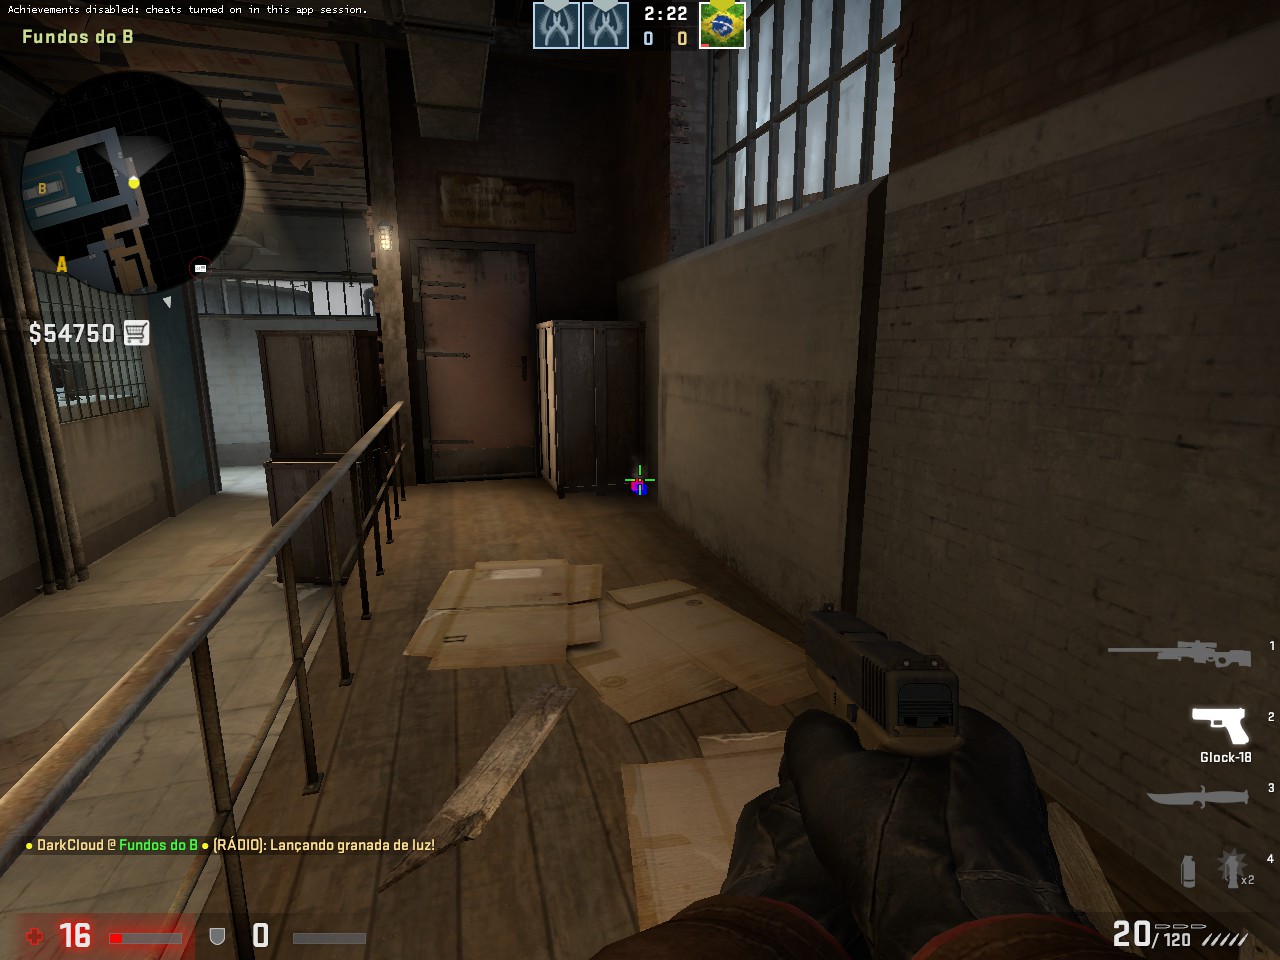 Achievements disabled: cheats turned on in this app session.
Fundos do B
2:22
0 0
B
A
$54750
1
2
Glock-18
3
4
x2
• DarkCloud @ Fundos do B • (RÁDIO): Lançando granada de luz!
16
0
20/120